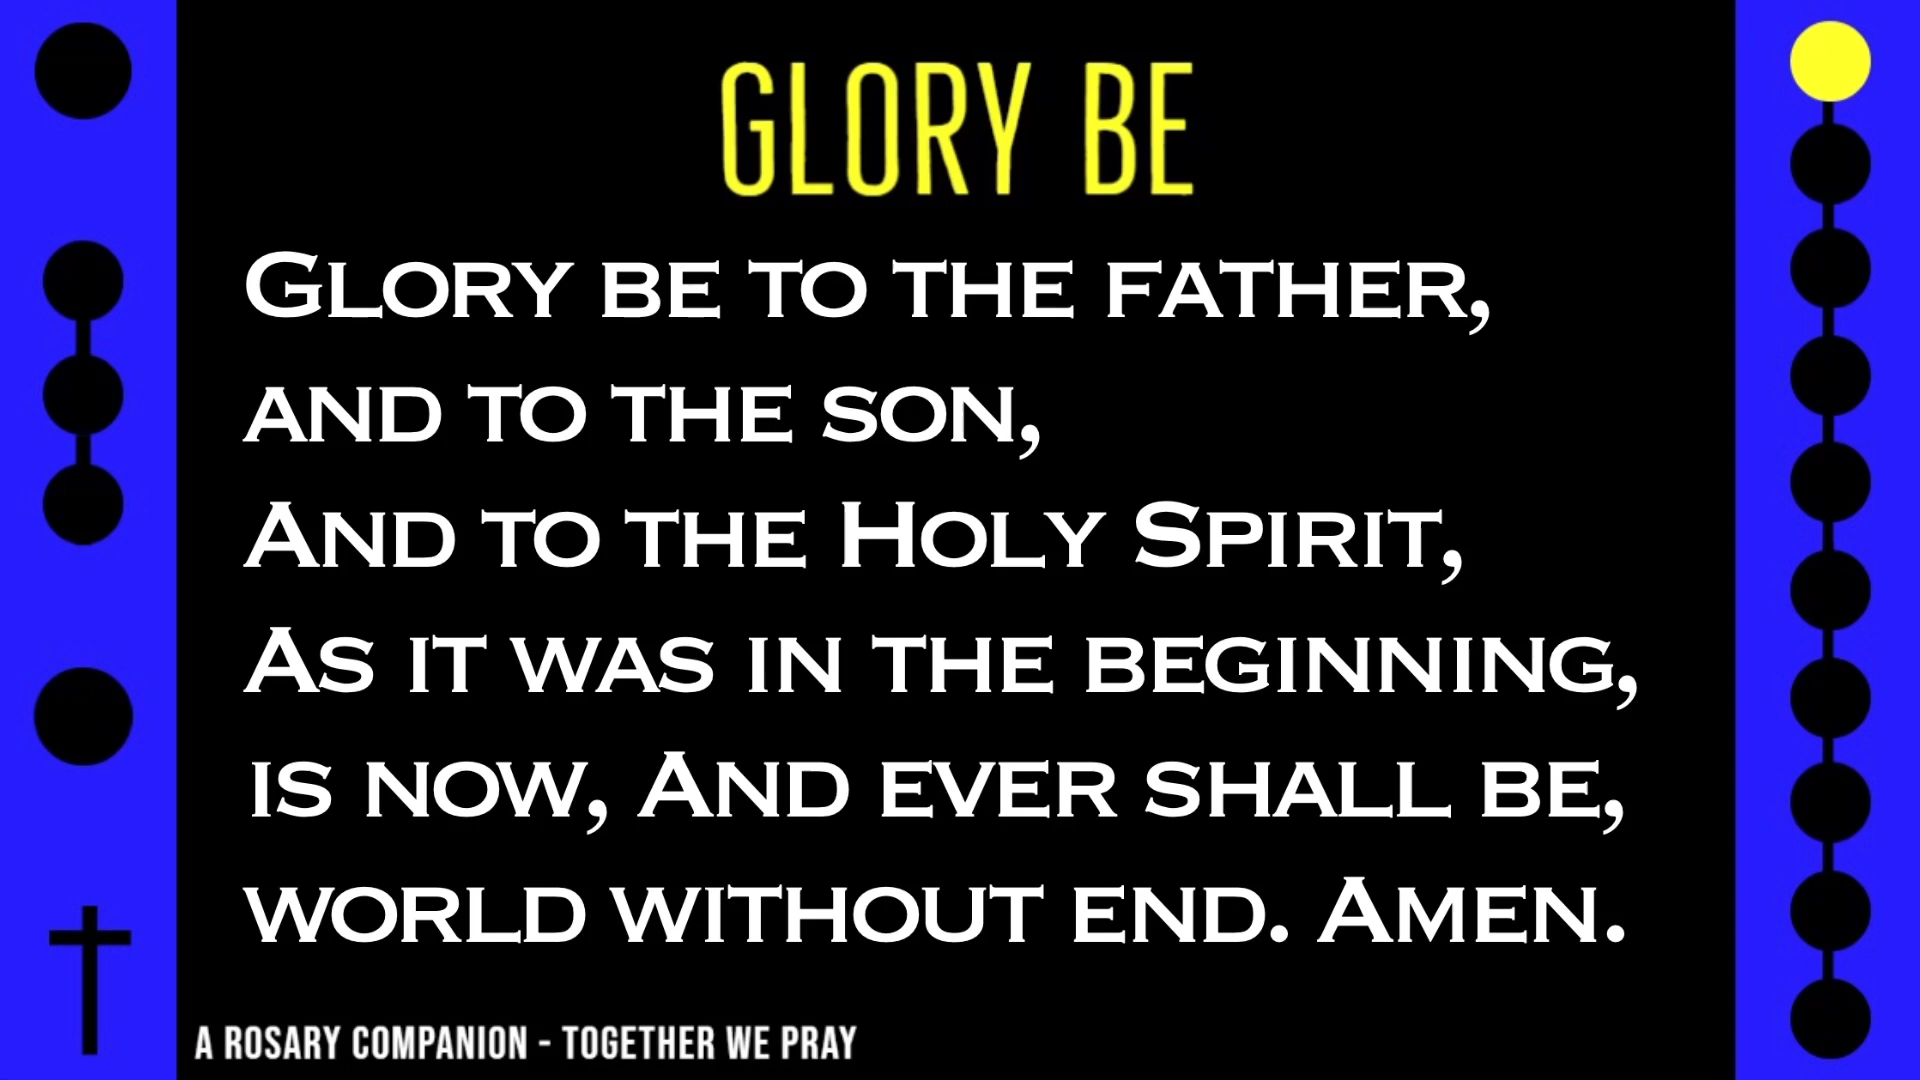 GLORY BE
Glory be to the father,
and to the son,
And to the Holy Spirit,
As it was in the beginning,
is now, And ever shall be,
world without end. Amen.
A ROSARY COMPANION - TOGETHER WE PRAY